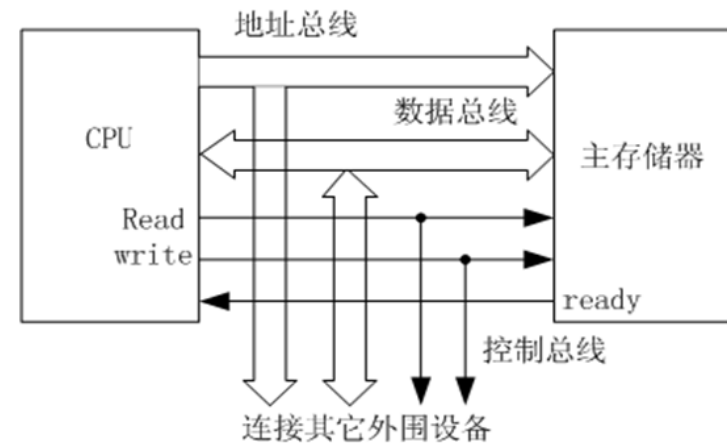 地址总线
数据总线
CPU
主存储器
Read
write
ready
控制总线
连接其它外围设备